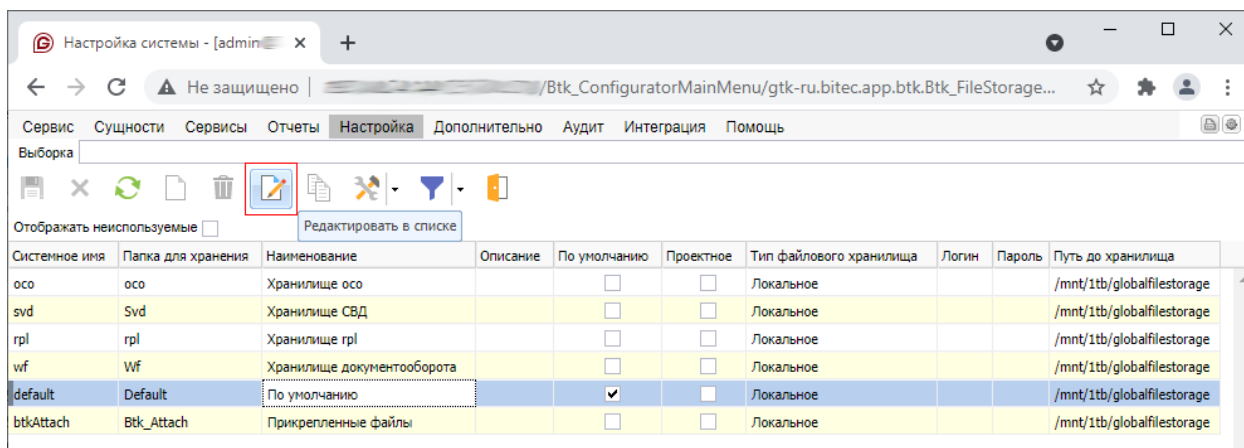 Настройка системы - [admin
Не защищено | /Btk_ConfiguratorMainMenu/gtk-ru.bitec.app.btk.Btk_FileStorage...
Сервис Сущности Сервисы Отчеты Настройка Дополнительно Аудит Интеграция Помощь
Выборка
Отображать неиспользуемые Редактировать в списке
Системное имя Папка для хранения Наименование Описание По умолчанию Проектное Тип файлового хранилища Логин Пароль Путь до хранилища
oco oco Хранилище oco Локальное /mnt/1tb/globalfilestorage
svd Svd Хранилище СВД Локальное /mnt/1tb/globalfilestorage
rpl rpl Хранилище rpl Локальное /mnt/1tb/globalfilestorage
wf Wf Хранилище документооборота Локальное /mnt/1tb/globalfilestorage
default Default По умолчанию Локальное /mnt/1tb/globalfilestorage
btkAttach Btk_Attach Прикрепленные файлы Локальное /mnt/1tb/globalfilestorage